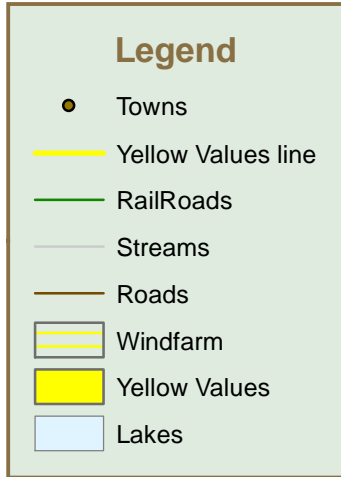 Legend
Towns
Yellow Values line
RailRoads
Streams
Roads
Windfarm
Yellow Values
Lakes